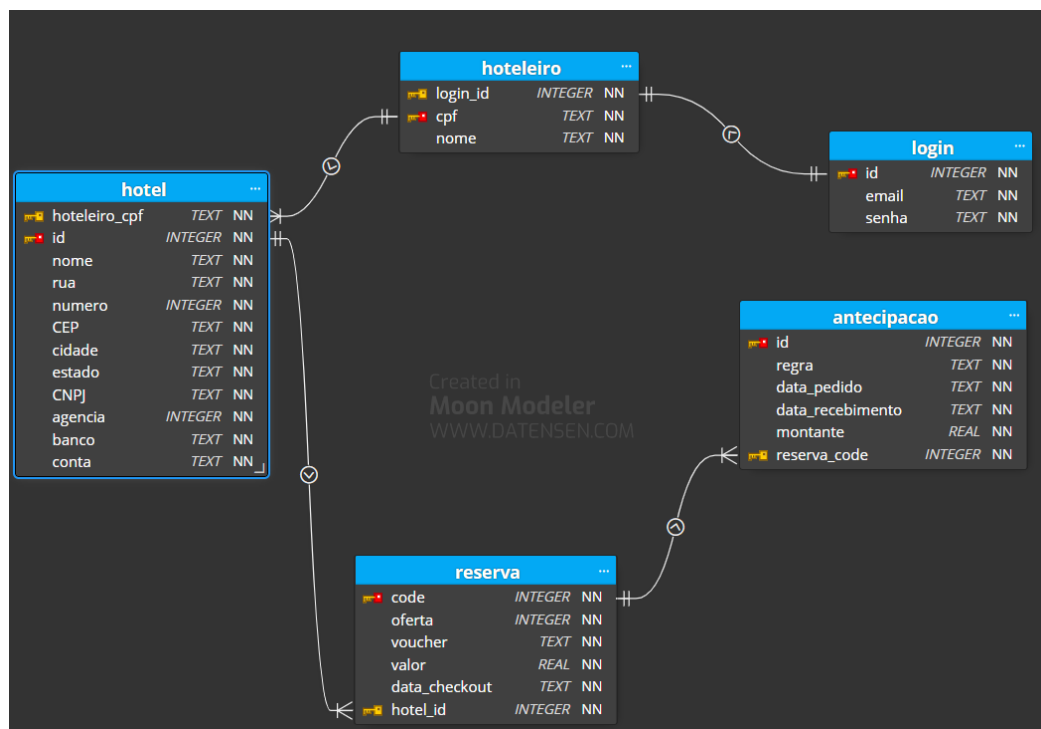 hoteleiro ...
login_id INTEGER NN
cpf TEXT NN
nome TEXT NN
login ...
id INTEGER NN
email TEXT NN
senha TEXT NN
hotel ...
hoteleiro_cpf TEXT NN
id INTEGER NN
nome TEXT NN
rua TEXT NN
numero INTEGER NN
CEP TEXT NN
cidade TEXT NN
estado TEXT NN
CNPJ TEXT NN
agencia INTEGER NN
banco TEXT NN
conta TEXT NN
antecipacao ...
id INTEGER NN
regra TEXT NN
data_pedido TEXT NN
data_recebimento TEXT NN
montante REAL NN
reserva_code INTEGER NN
Created in
Moon Modeler
WWW.DATENSEN.COM
reserva ...
code INTEGER NN
oferta INTEGER NN
voucher TEXT NN
valor REAL NN
data_checkout TEXT NN
hotel_id INTEGER NN